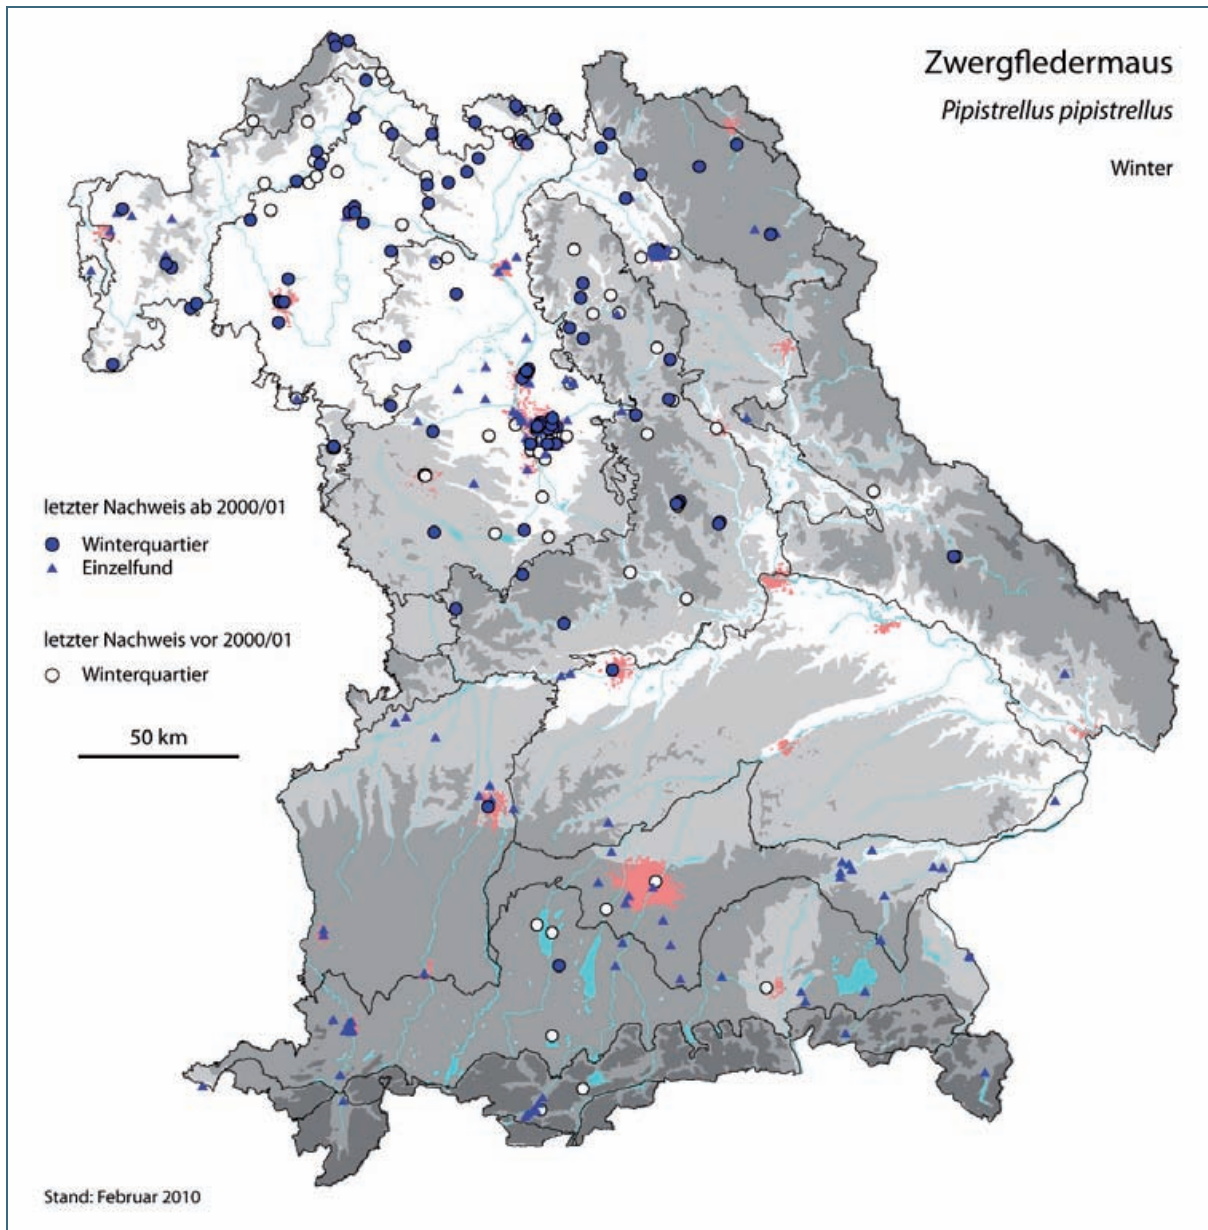 Zwergfledermaus
Pipistrellus pipistrellus
Winter
letzter Nachweis ab 2000/01
Winterquartier
Einzelfund
letzter Nachweis vor 2000/01
Winterquartier
50 km
Stand: Februar 2010